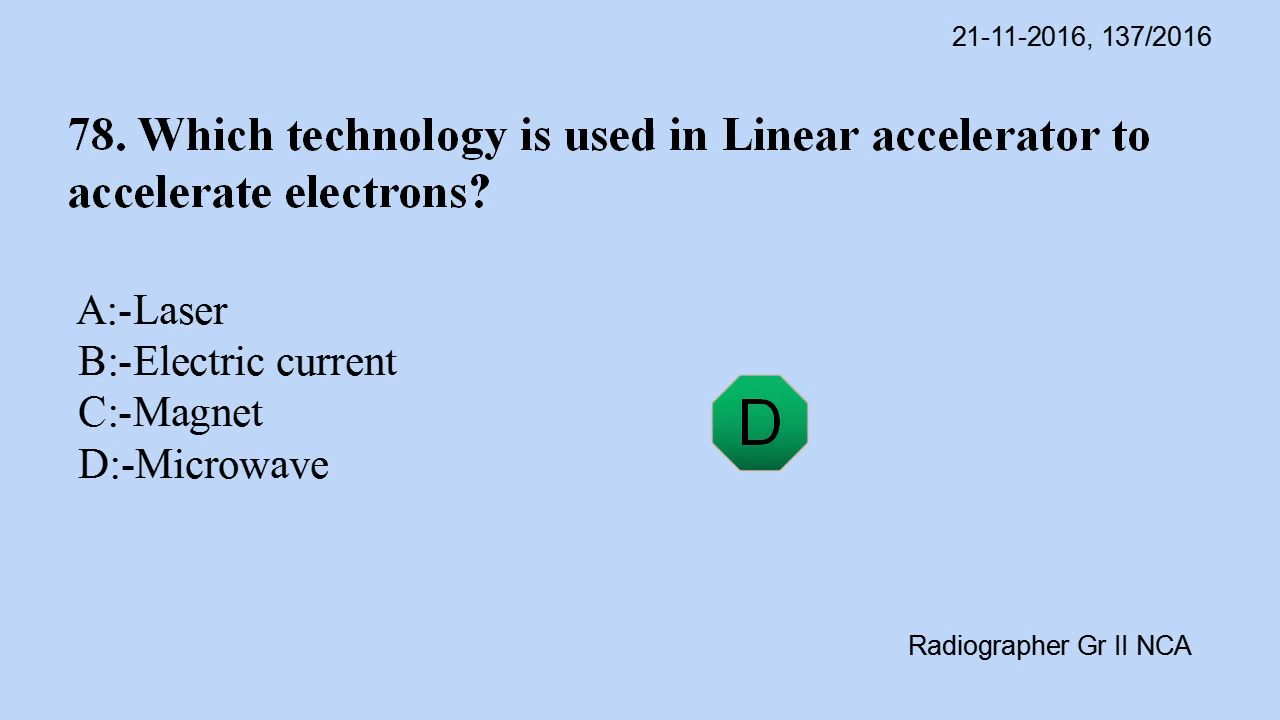 21-11-2016, 137/2016
78. Which technology is used in Linear accelerator to
accelerate electrons?
A:-Laser
B:-Electric current
C:-Magnet
D:-Microwave
D
Radiographer Gr II NCA